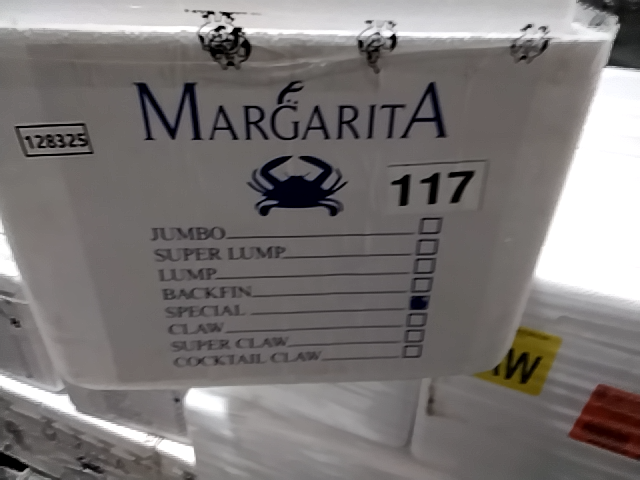 MARGARITA
128325
117
JUMBO
SUPER LUMP
LUMP
BACKFIN
SPECIAL
CLAW
SUPER CLAW
COCKTAIL CLAW